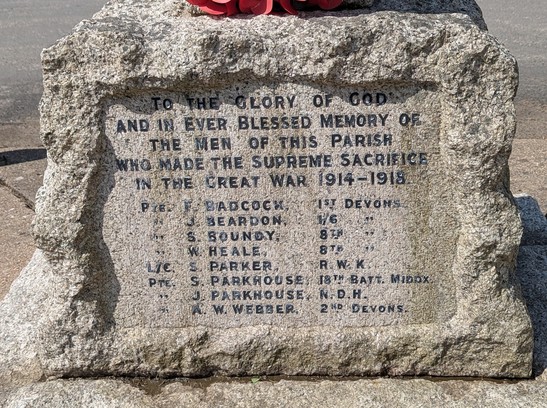 TO THE GLORY OF GOD
AND IN EVER BLESSED MEMORY OF
THE MEN OF THIS PARISH
WHO MADE THE SUPREME SACRIFICE
IN THE GREAT WAR 1914-1918.
PTE. F. BADCOCK, 1ST DEVONS.
" J. BEARDON, 1/6 "
" S. BOUNDY, 8TH "
" W. HEALE, 8TH "
L/C. S. PARKER, R.W.K.
PTE. S. PARKHOUSE, 18TH BATT. MIDDX.
" J. PARKHOUSE, N.D.H.
" A. W. WEBBER, 2ND DEVONS.